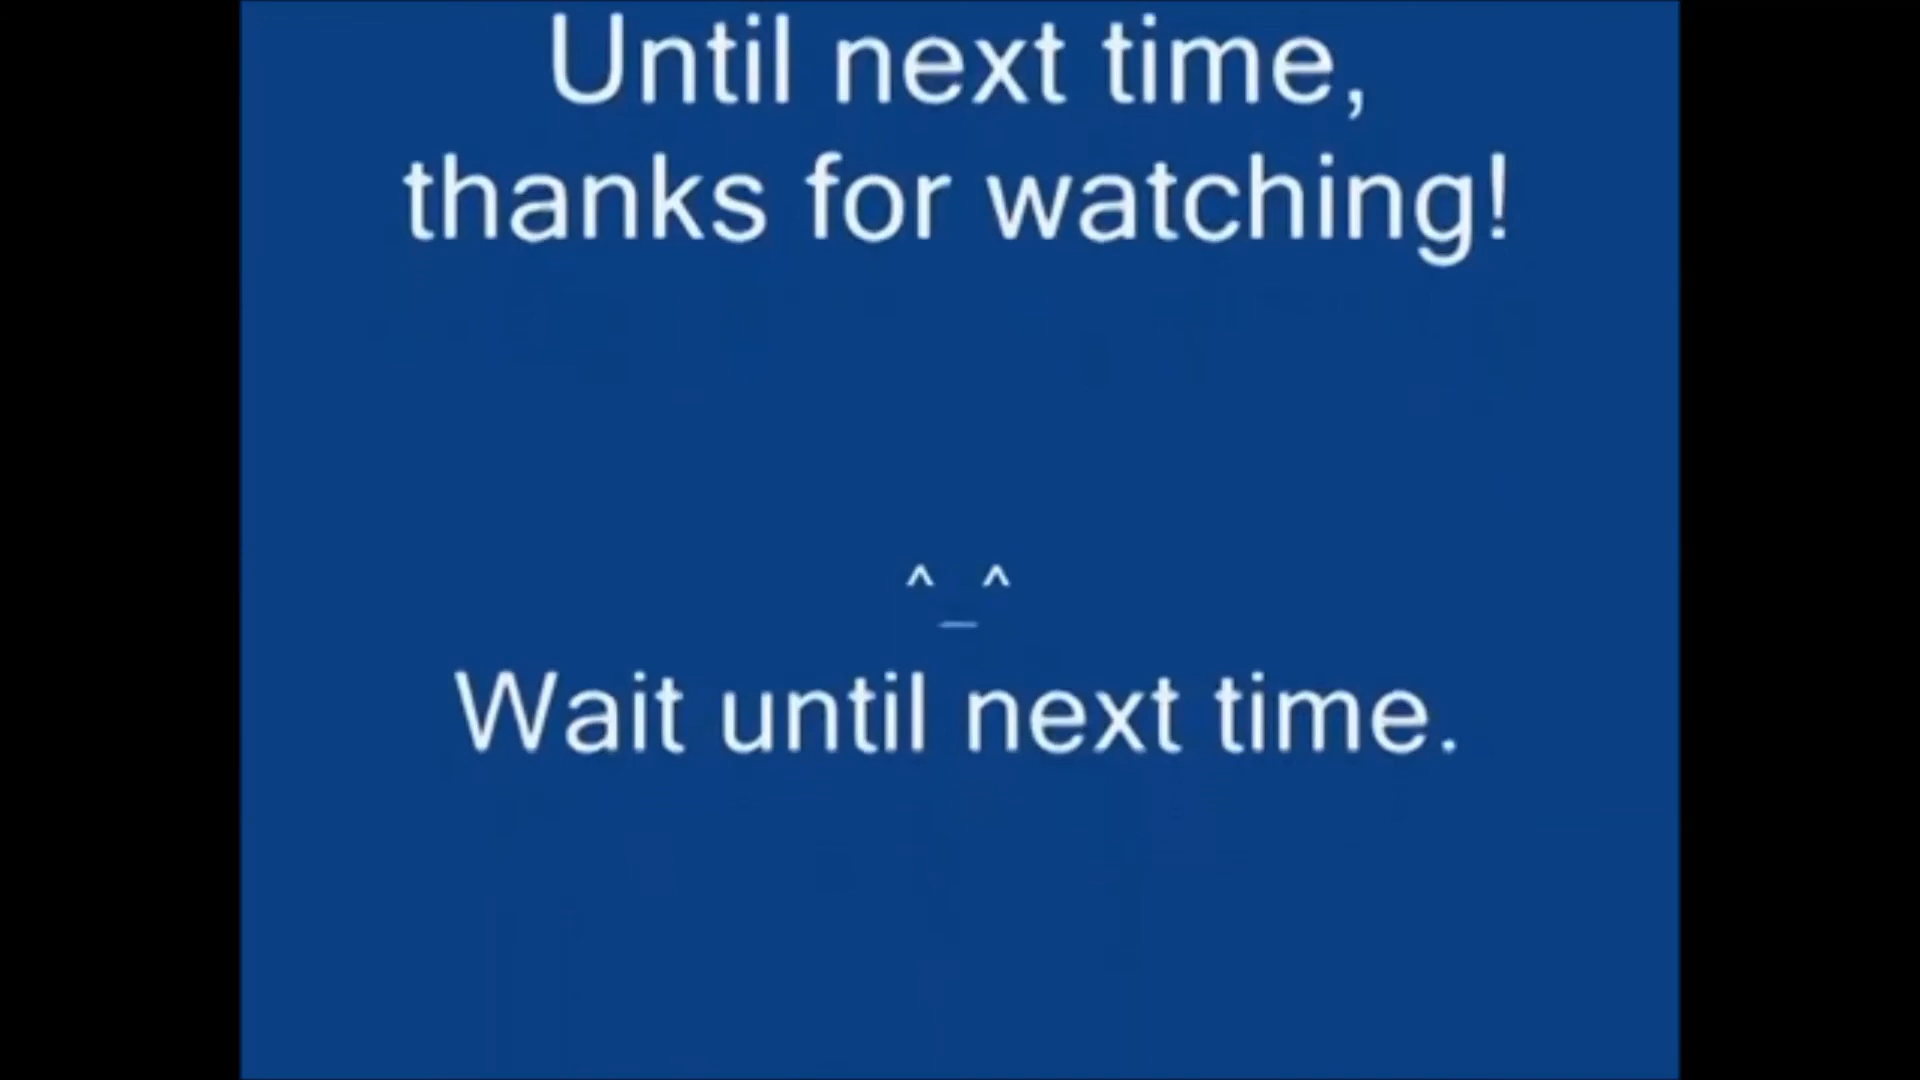 Until next time,
thanks for watching!
^_^
Wait until next time.